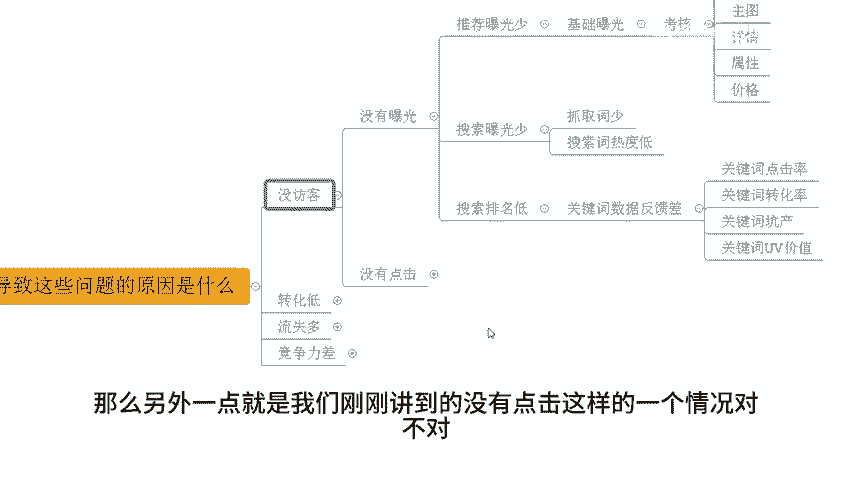 主图
推荐曝光少
基础曝光
考核
详情
属性
价格
没有曝光
搜索曝光少
抓取词少
搜索词热度低
没访客
搜索排名低
关键词数据反馈差
关键词点击率
关键词转化率
关键词坑产
关键词UV价值
没有点击
导致这些问题的原因是什么
转化低
流失多
竞争力差
那么另外一点就是我们刚刚讲到的没有点击这样的一个情况对
不对